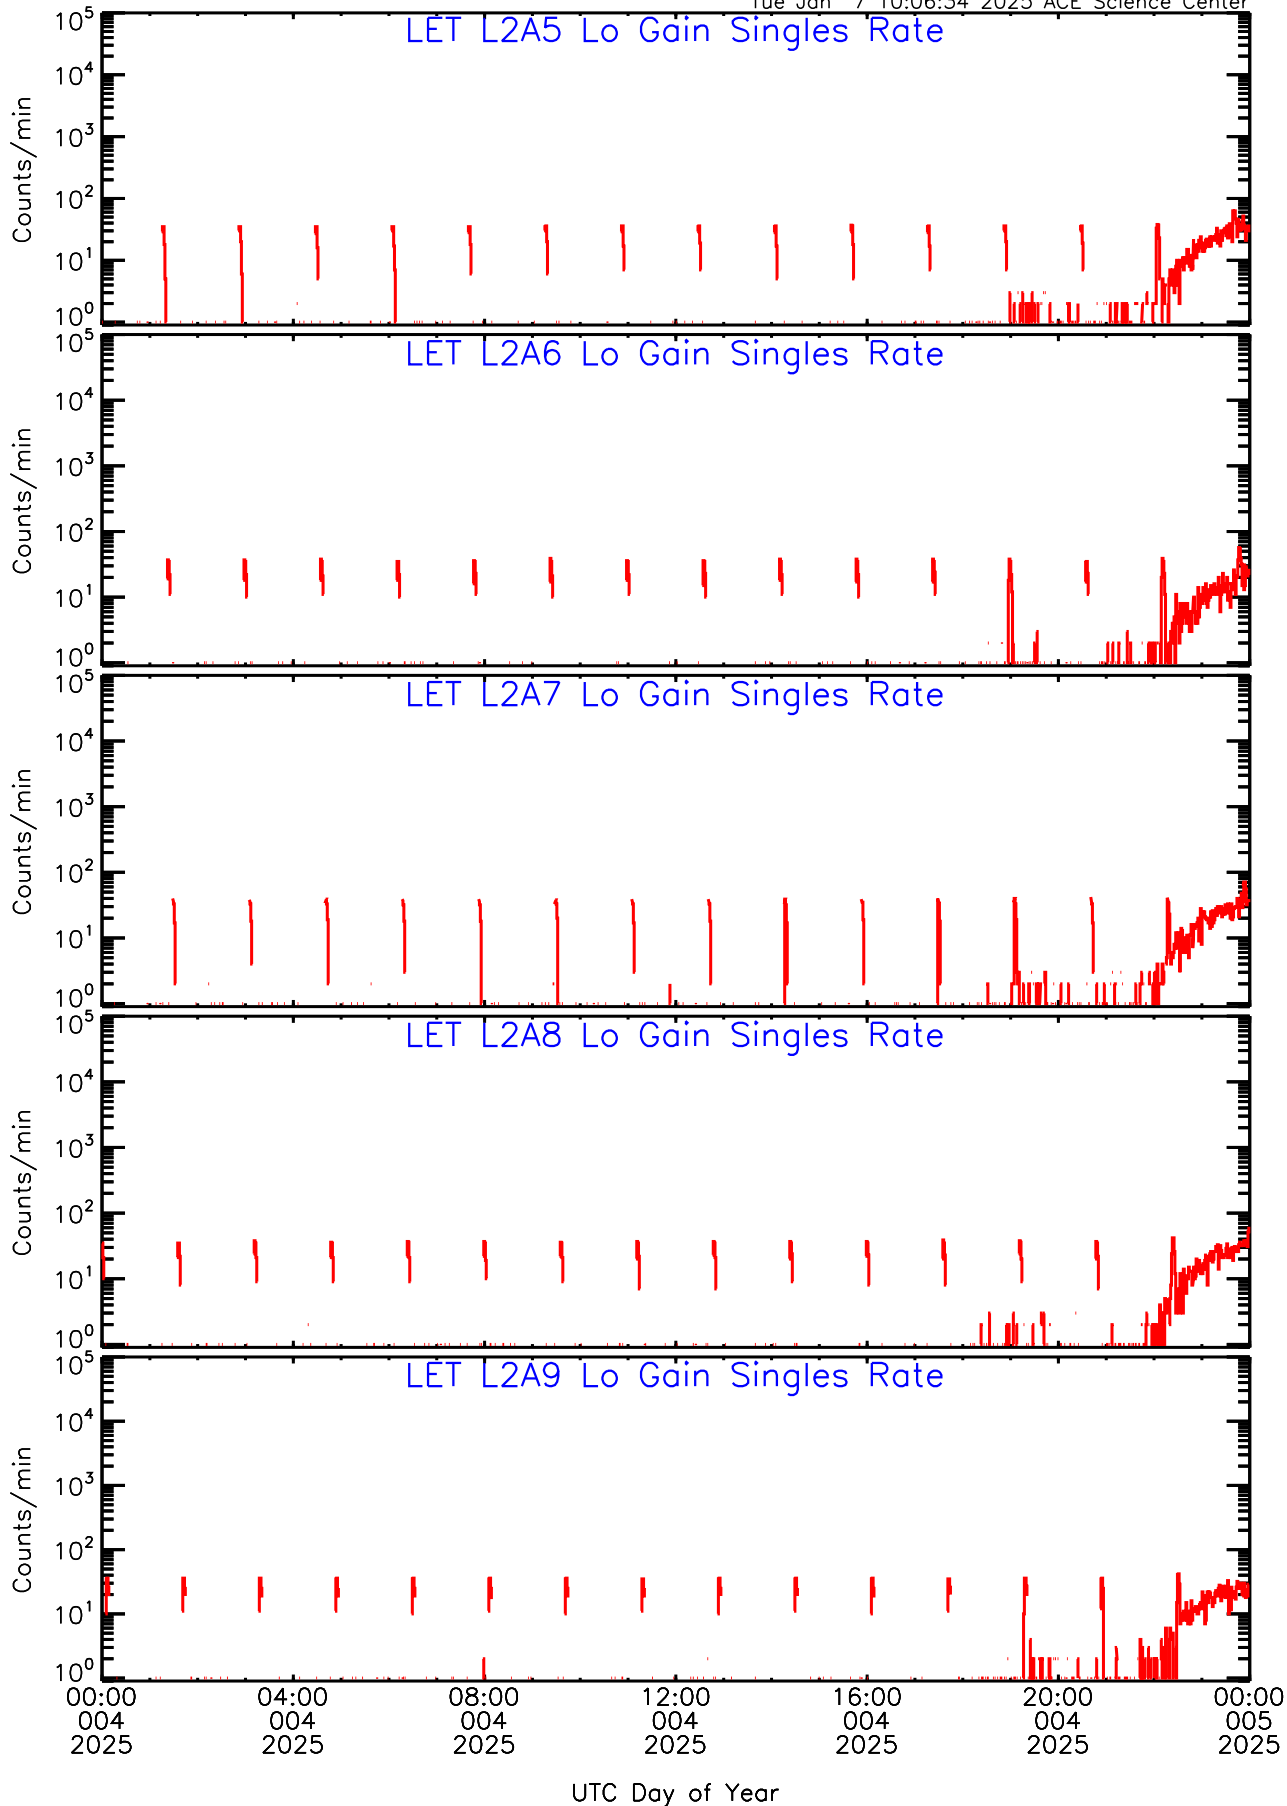 Tue Jan 7 10:06:34 2025 ACE Science Center
LET L2A5 Lo Gain Singles Rate
10^5
10^4
10^3
10^2
10^1
10^0
Counts/min
LET L2A6 Lo Gain Singles Rate
10^5
10^4
10^3
10^2
10^1
10^0
Counts/min
LET L2A7 Lo Gain Singles Rate
10^5
10^4
10^3
10^2
10^1
10^0
Counts/min
LET L2A8 Lo Gain Singles Rate
10^5
10^4
10^3
10^2
10^1
10^0
Counts/min
LET L2A9 Lo Gain Singles Rate
10^5
10^4
10^3
10^2
10^1
10^0
Counts/min
00:00 04:00 08:00 12:00 16:00 20:00 00:00
004 004 004 004 004 004 005
2025 2025 2025 2025 2025 2025 2025
UTC Day of Year